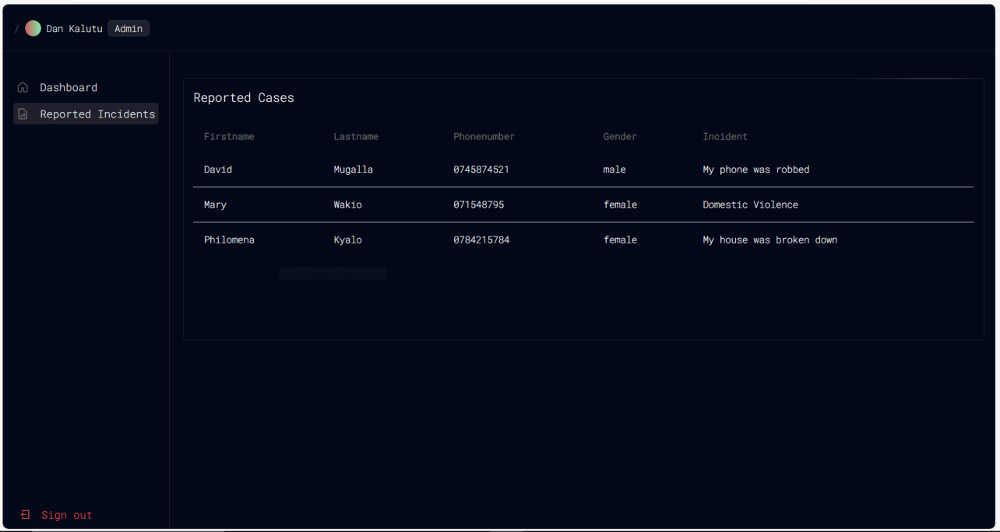 / Dan Kalutu Admin
Dashboard
Reported Incidents
Reported Cases
Firstname Lastname Phonenumber Gender Incident
David Mugalla 0745874521 male My phone was robbed
Mary Wakio 071548795 female Domestic Violence
Philomena Kyalo 0784215784 female My house was broken down
Sign out